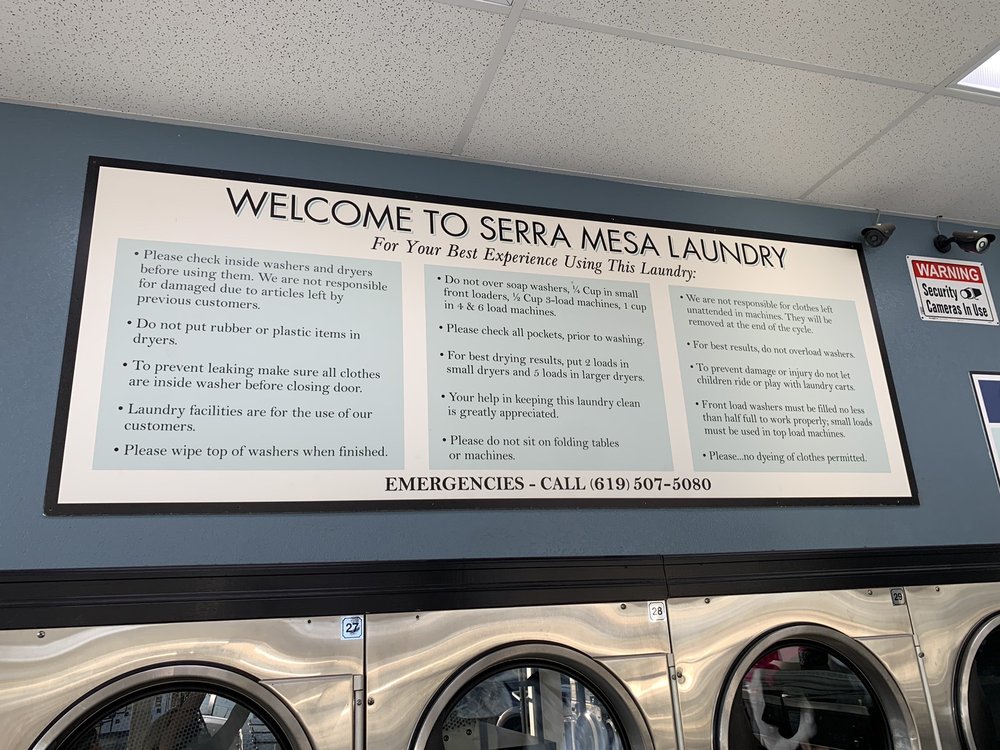 WELCOME TO SERRA MESA LAUNDRY
For Your Best Experience Using This Laundry:
• Please check inside washers and dryers
before using them. We are not responsible
for damaged due to articles left by
previous customers.
• Do not put rubber or plastic items in
dryers.
• To prevent leaking make sure all clothes
are inside washer before closing door.
• Laundry facilities are for the use of our
customers.
• Please wipe top of washers when finished.
• Do not over soap washers, ¼ Cup in small
front loaders, ½ Cup 3-load machines, 1 cup
in 4 & 6 load machines.
• Please check all pockets, prior to washing.
• For best drying results, put 2 loads in
small dryers and 5 loads in larger dryers.
• Your help in keeping this laundry clean
is greatly appreciated.
• Please do not sit on folding tables
or machines.
• We are not responsible for clothes left
unattended in machines. They will be
removed at the end of the cycle.
• For best results, do not overload washers.
• To prevent damage or injury do not let
children ride or play with laundry carts.
• Front load washers must be filled no less
than half full to work properly; small loads
must be used in top load machines.
• Please...no dyeing of clothes permitted.
EMERGENCIES - CALL (619) 507-5080
WARNING
Security
Cameras In Use
27
28
29